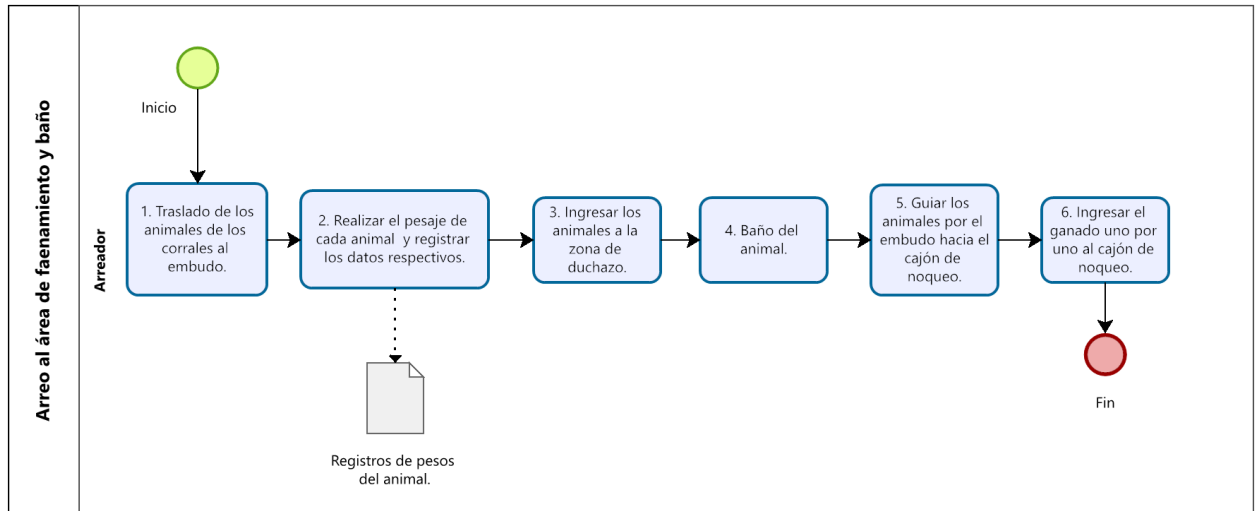 Arreo al área de faenamiento y baño
Arreador
Inicio
1. Traslado de los
animales de los
corrales al
embudo.
2. Realizar el pesaje de
cada animal y registrar
los datos respectivos.
3. Ingresar los
animales a la
zona de
duchazo.
4. Baño del
animal.
5. Guiar los
animales por el
embudo hacia el
cajón de
noqueo.
6. Ingresar el
ganado uno por
uno al cajón de
noqueo.
Registros de pesos
del animal.
Fin